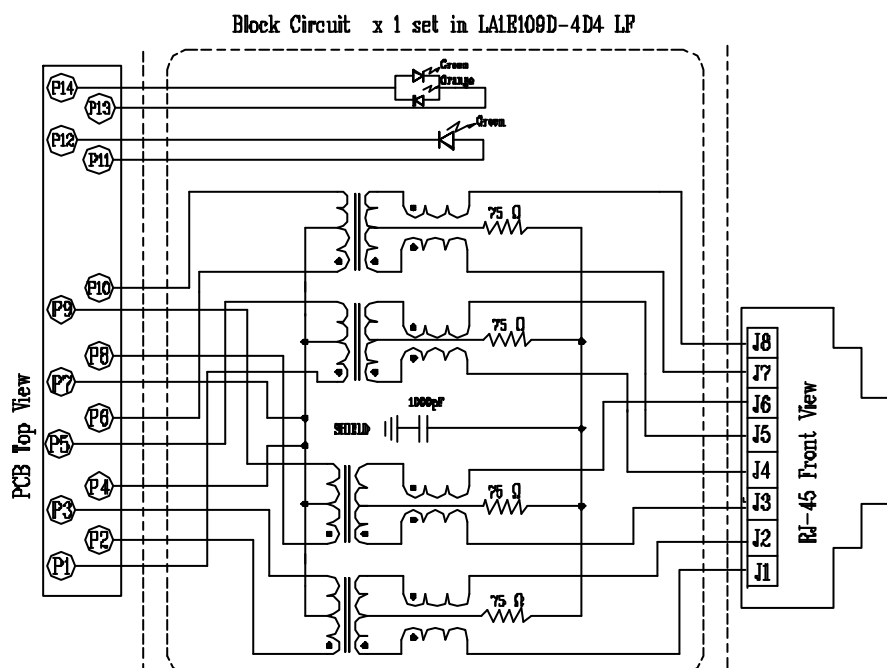 Block Circuit x 1 set in LA1E109D-4D4 LF
P14
Green
Orange
P13
P12
Green
P11
75 Ω
P10
P9
75 Ω
J8
P8
J7
P7
1000pF
J6
P6
SHIELD
J5
P5
J4
P4
75 Ω
J3
P3
J2
P2
P1
J1
75 Ω
PCB Top View
RJ-45 Front View